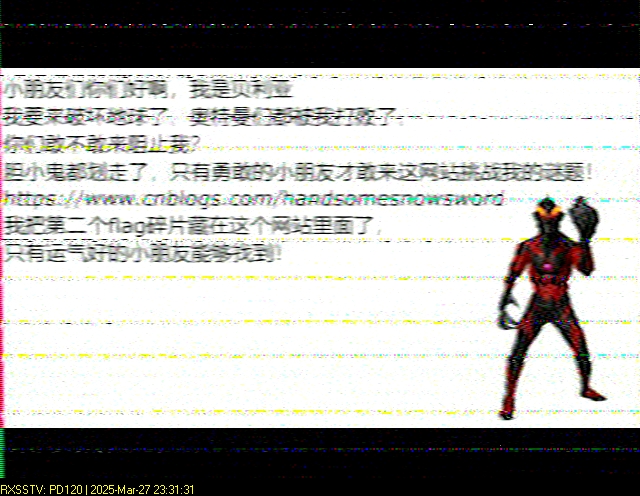 小朋友们你们好啊，我是贝利亚
我要来破坏地球了，奥特曼们都被我打败了，
你们敢不敢来阻止我？
胆小鬼都划走了，只有勇敢的小朋友才敢来这网站挑战我的谜题！
https://www.cnblogs.com/handsomesnowsword
我把第二个flag碎片藏在这个网站里面了，
只有运气好的小朋友能够找到！
RXSSTV: PD120 | 2025-Mar-27 23:31:31